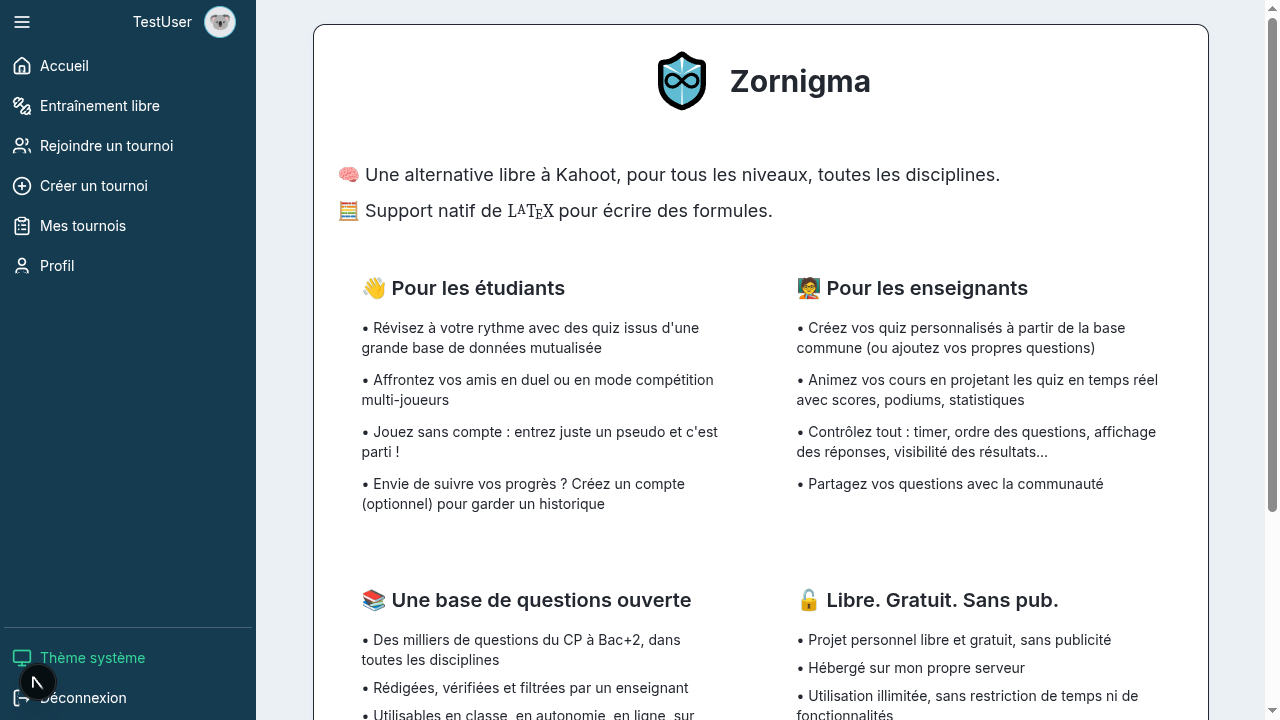 TestUser
Accueil
Entraînement libre
Rejoindre un tournoi
Créer un tournoi
Mes tournois
Profil
Thème système
Déconnexion
Zornigma
🧠 Une alternative libre à Kahoot, pour tous les niveaux, toutes les disciplines.
🧮 Support natif de LATEX pour écrire des formules.
👋 Pour les étudiants
• Révisez à votre rythme avec des quiz issus d'une
grande base de données mutualisée
• Affrontez vos amis en duel ou en mode compétition
multi-joueurs
• Jouez sans compte : entrez juste un pseudo et c'est
parti !
• Envie de suivre vos progrès ? Créez un compte
(optionnel) pour garder un historique
🧑‍🏫 Pour les enseignants
• Créez vos quiz personnalisés à partir de la base
commune (ou ajoutez vos propres questions)
• Animez vos cours en projetant les quiz en temps réel
avec scores, podiums, statistiques
• Contrôlez tout : timer, ordre des questions, affichage
des réponses, visibilité des résultats...
• Partagez vos questions avec la communauté
📚 Une base de questions ouverte
• Des milliers de questions du CP à Bac+2, dans
toutes les disciplines
• Rédigées, vérifiées et filtrées par un enseignant
• Utilisables en classe, en autonomie, en ligne, sur
🔓 Libre. Gratuit. Sans pub.
• Projet personnel libre et gratuit, sans publicité
• Hébergé sur mon propre serveur
• Utilisation illimitée, sans restriction de temps ni de
fonctionnalités